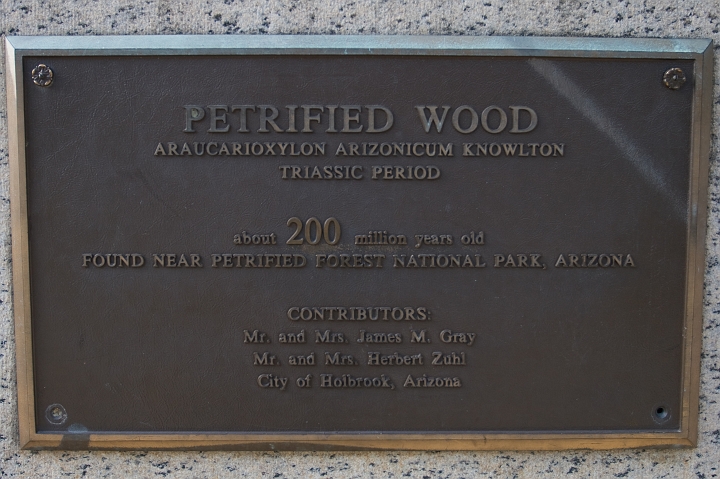 PETRIFIED WOOD
ARAUCARIOXYLON ARIZONICUM KNOWLTON
TRIASSIC PERIOD
about 200 million years old
FOUND NEAR PETRIFIED FOREST NATIONAL PARK, ARIZONA
CONTRIBUTORS:
Mr. and Mrs. James M. Gray
Mr. and Mrs. Herbert Zuhl
City of Holbrook, Arizona